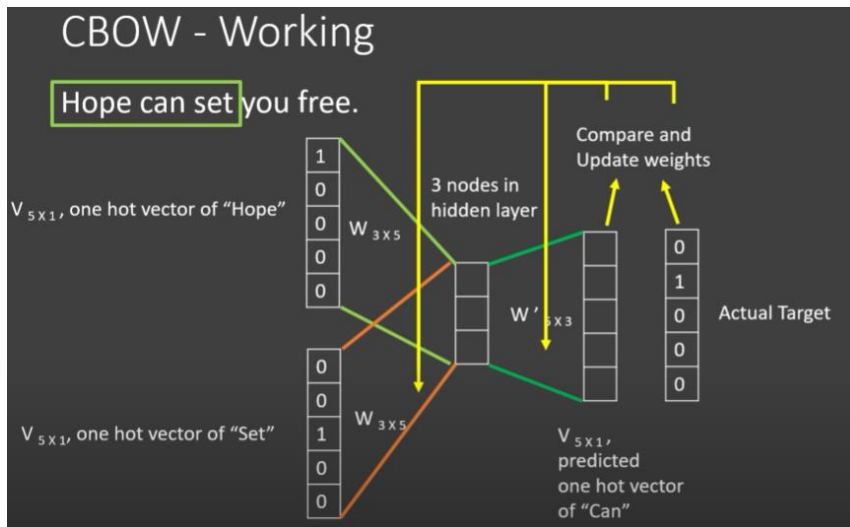 CBOW - Working
Hope can set you free.
Compare and
Update weights
1
0
0
0
0
V 5 X 1, one hot vector of “Hope”
W 3 X 5
3 nodes in
hidden layer
W ’ 5 X 3
0
1
0
0
0
Actual Target
0
0
1
0
0
V 5 X 1, one hot vector of “Set”
W 3 X 5
V 5 X 1,
predicted
one hot vector
of “Can”